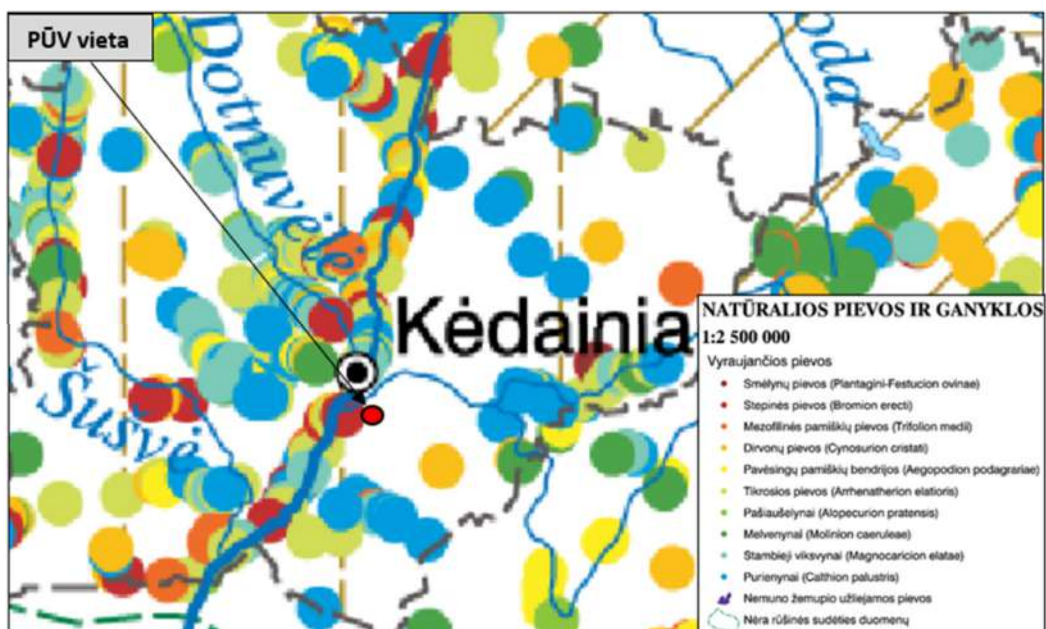 PŪV vieta
Dotnuvėlė
oda
Kėdainia
Šušvė
NATŪRALIOS PIEVOS IR GANYKLOS
1:2 500 000
Vyraujančios pievos
Smėlynų pievos (Plantagini-Festucion ovinae)
Stepinės pievos (Bromion erecti)
Mezofilinės pamiškių pievos (Trifolion medii)
Dirvonų pievos (Cynosurion cristati)
Pavėsingų pamiškių bendrijos (Aegopodion podagrariae)
Tikrosios pievos (Arrhenatherion elatioris)
Pašiaušėlynai (Alopecurion pratensis)
Melvenynai (Molinion caeruleae)
Stambieji viksvynai (Magnocaricion elatae)
Purienynai (Calthion palustris)
Nemuno žemupio užliejamos pievos
Nėra rūšinės sudėties duomenų